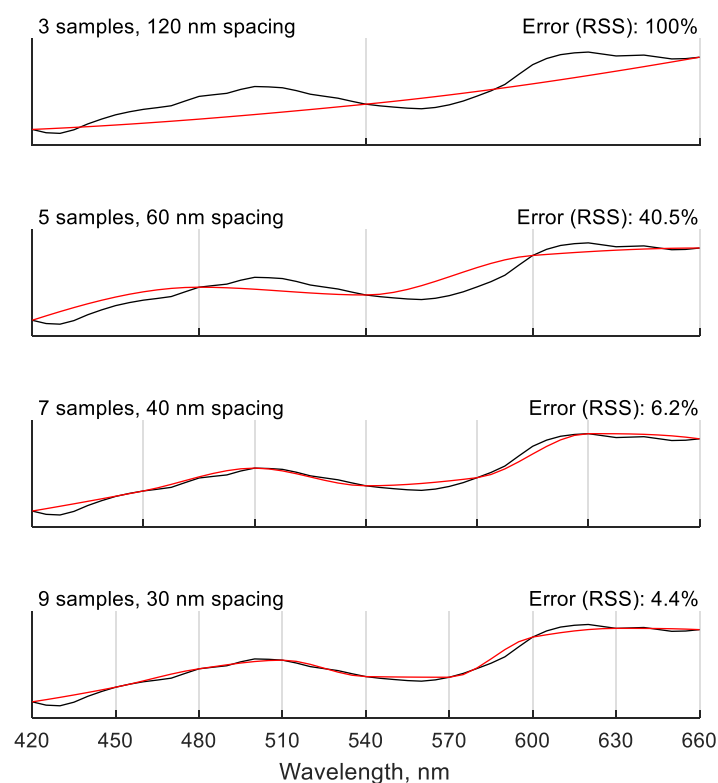 3 samples, 120 nm spacing Error (RSS): 100%
5 samples, 60 nm spacing Error (RSS): 40.5%
7 samples, 40 nm spacing Error (RSS): 6.2%
9 samples, 30 nm spacing Error (RSS): 4.4%
420 450 480 510 540 570 600 630 660
Wavelength, nm